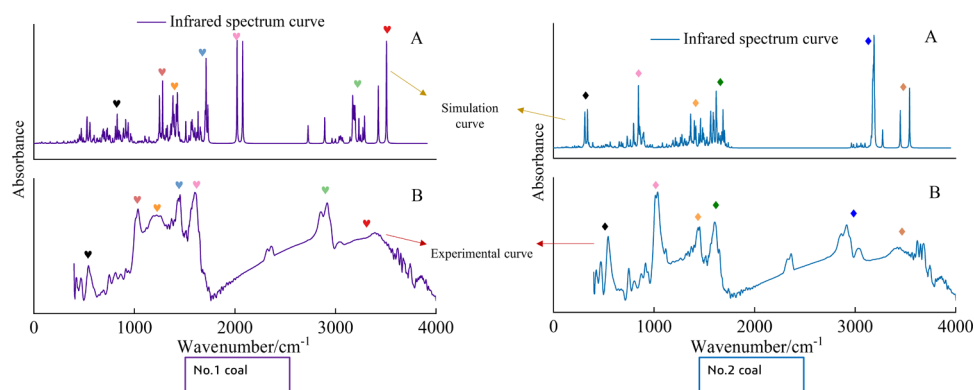 Infrared spectrum curve
A
Absorbance
B
0
1000
2000
3000
4000
Wavenumber/cm-1
No.1 coal
Simulation
curve
Experimental curve
Infrared spectrum curve
A
Absorbance
B
0
1000
2000
3000
4000
Wavenumber/cm-1
No.2 coal